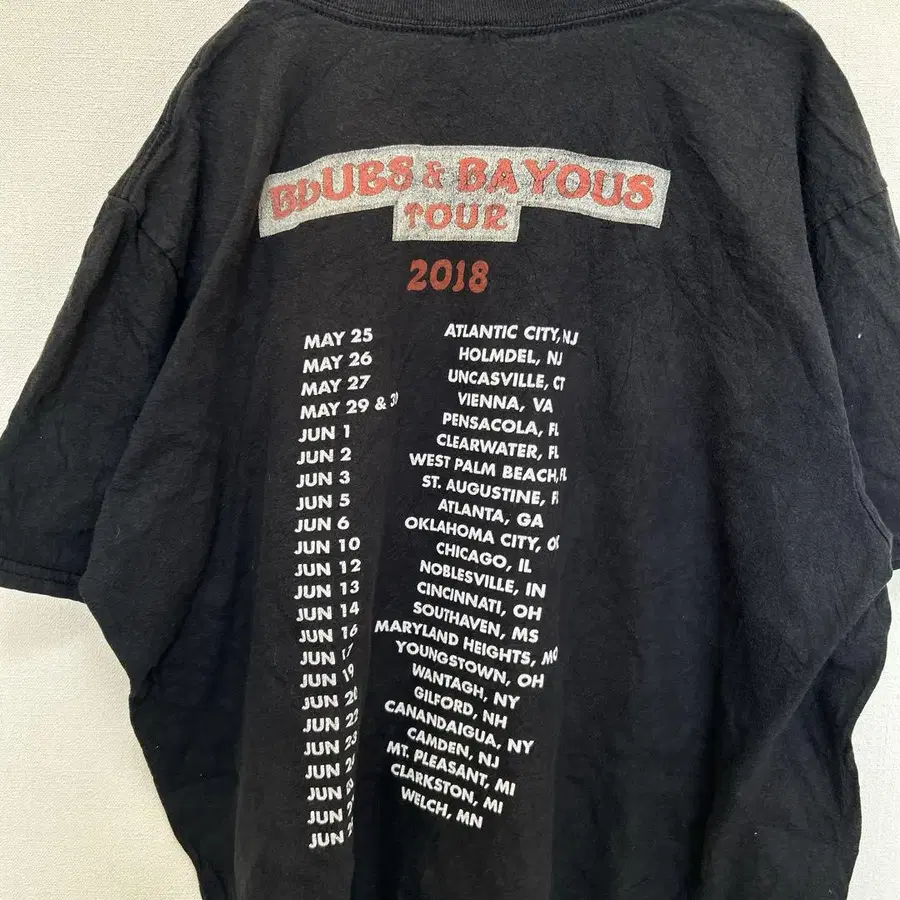 BLUES & BAYOUS
TOUR
2018
MAY 25 ATLANTIC CITY, NJ
MAY 26 HOLMDEL, NJ
MAY 27 UNCASVILLE, CT
MAY 29 & 30 VIENNA, VA
JUN 1 PENSACOLA, FL
JUN 2 CLEARWATER, FL
JUN 3 WEST PALM BEACH, FL
JUN 5 ST. AUGUSTINE, FL
JUN 6 ATLANTA, GA
JUN 10 OKLAHOMA CITY, OK
JUN 12 CHICAGO, IL
JUN 13 NOBLESVILLE, IN
JUN 14 CINCINNATI, OH
JUN 16 SOUTHAVEN, MS
JUN 17 MARYLAND HEIGHTS, MO
JUN 19 YOUNGSTOWN, OH
JUN 20 WANTAGH, NY
JUN 22 GILFORD, NH
JUN 23 CANANDAIGUA, NY
JUN CAMDEN, NJ
JUN MT. PLEASANT, MI
JUN CLARKSTON, MI
JUN WELCH, MN